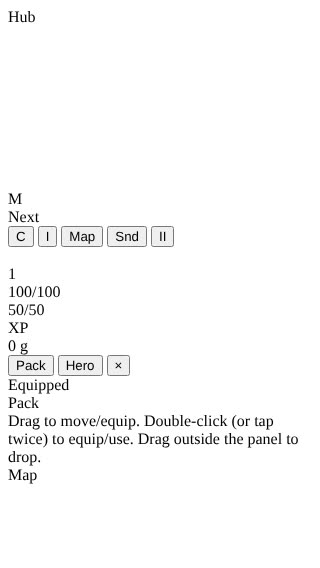 Hub
M
Next
C I Map Snd II
1
100/100
50/50
XP
0 g
Pack Hero ×
Equipped
Pack
Drag to move/equip. Double-click (or tap
twice) to equip/use. Drag outside the panel to
drop.
Map